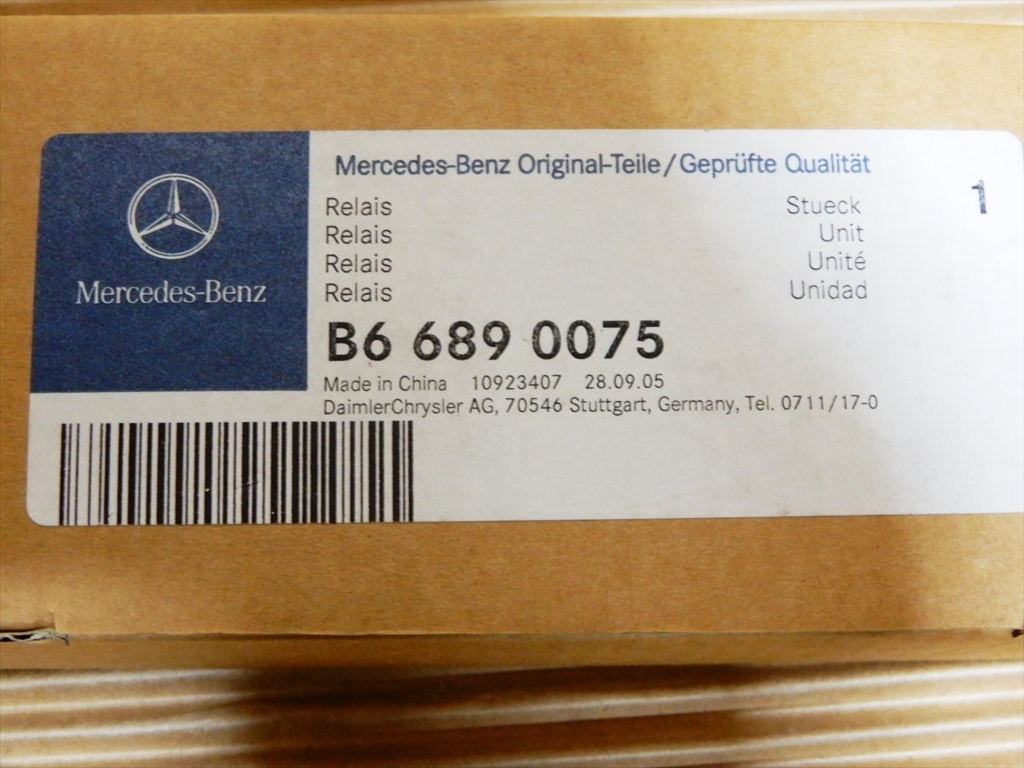 Mercedes-Benz
Mercedes-Benz Original-Teile/Geprüfte Qualität
Relais Stueck 1
Relais Unit
Relais Unité
Relais Unidad
B6 689 0075
Made in China 10923407 28.09.05
DaimlerChrysler AG, 70546 Stuttgart, Germany, Tel. 0711/17-0